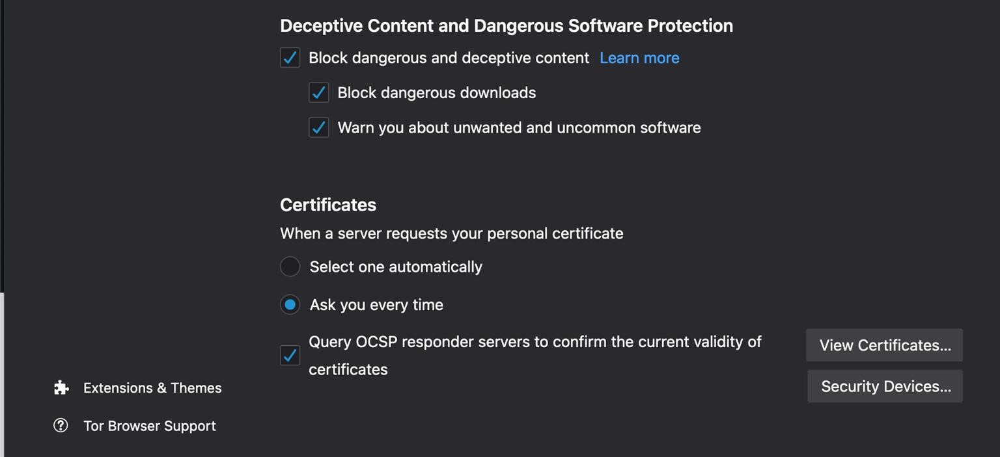 Deceptive Content and Dangerous Software Protection
Block dangerous and deceptive content Learn more
Block dangerous downloads
Warn you about unwanted and uncommon software
Certificates
When a server requests your personal certificate
Select one automatically
Ask you every time
Query OCSP responder servers to confirm the current validity of
certificates
View Certificates...
Security Devices...
Extensions & Themes
Tor Browser Support